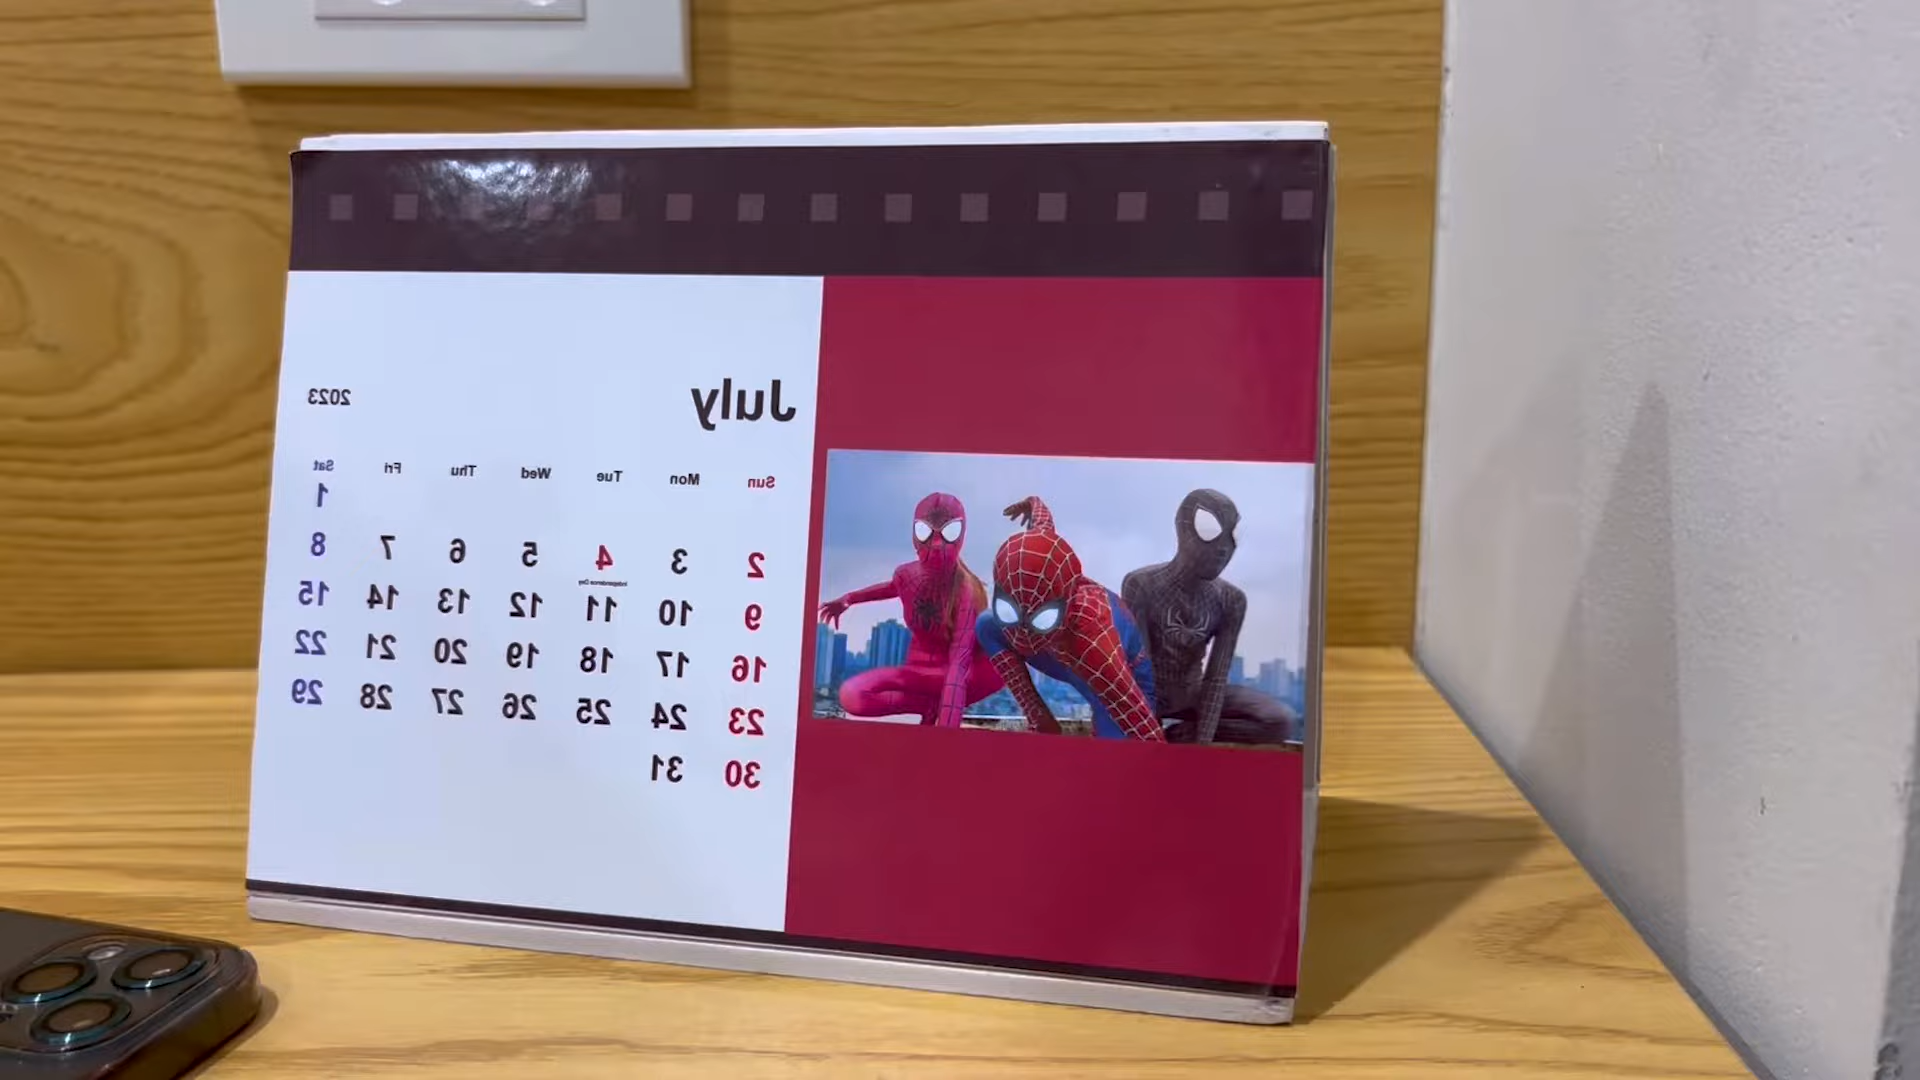 July 2023
Sun Mon Tue Wed Thu Fri Sat
1
2 3 4 5 6 7 8
Independence Day
9 10 11 12 13 14 15
16 17 18 19 20 21 22
23 24 25 26 27 28 29
30 31